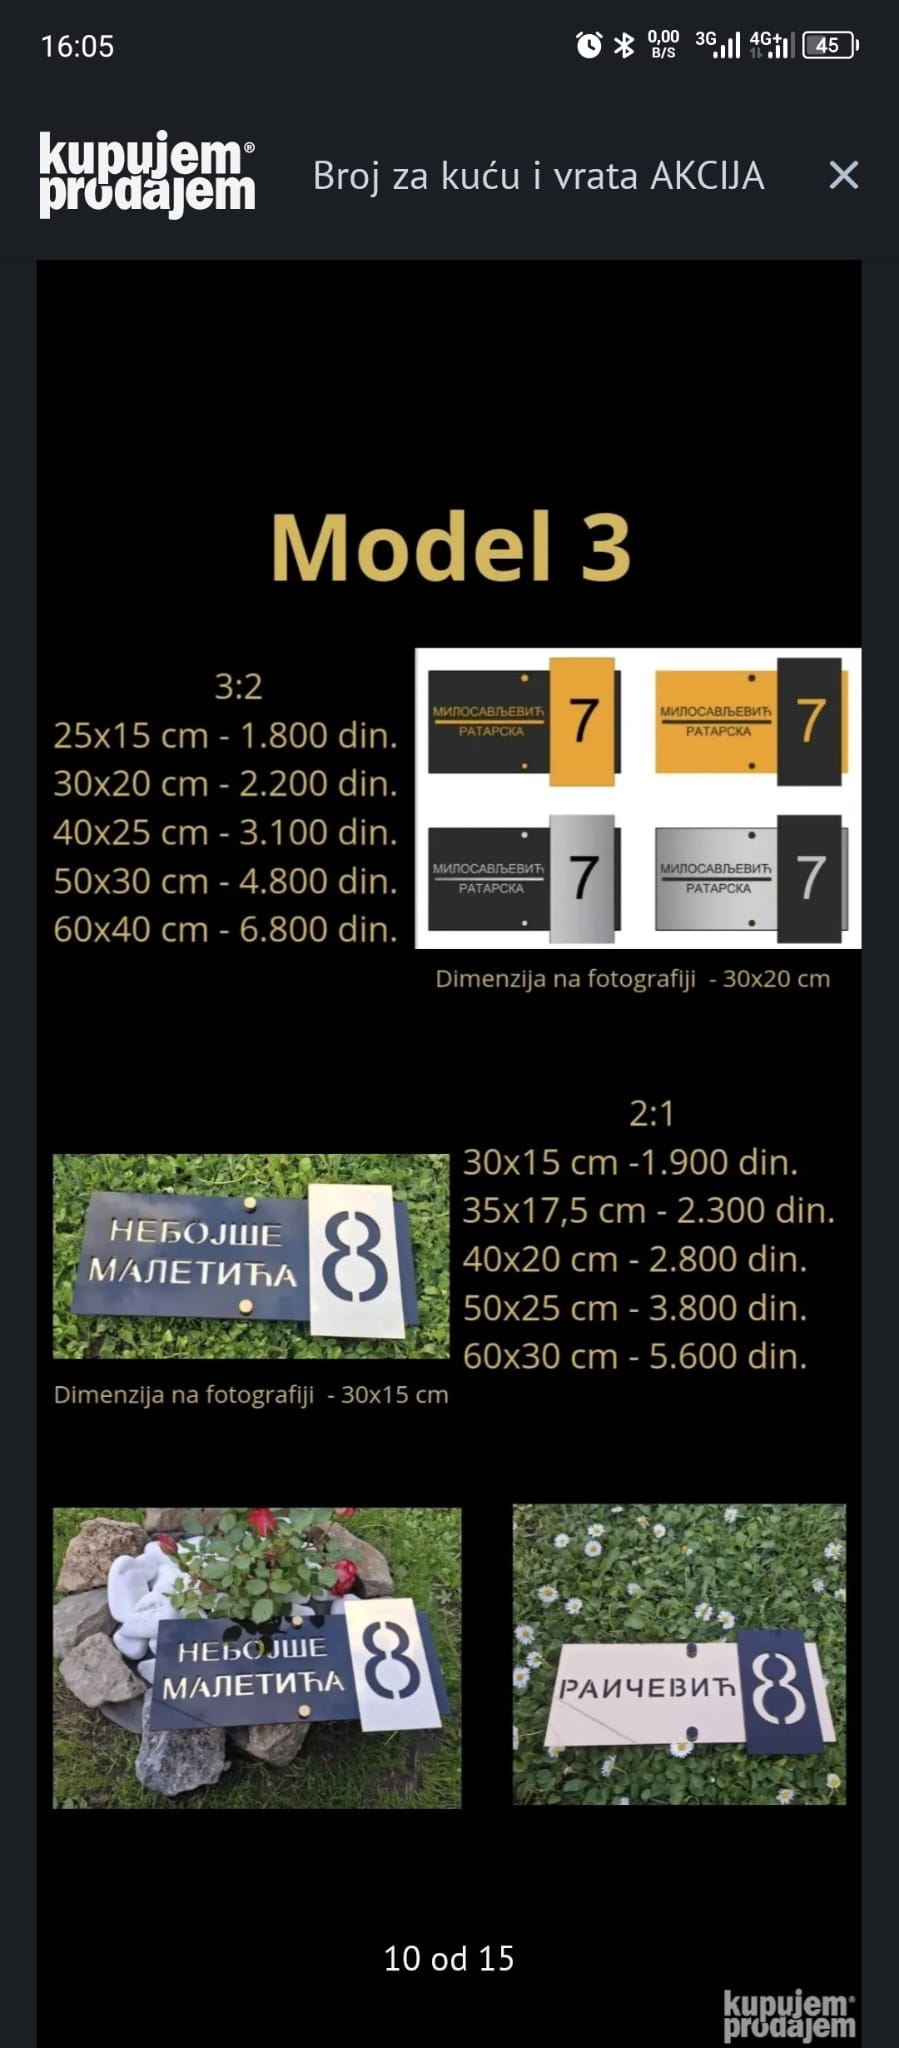 16:05
0,00
B/S
3G
4G+
45
kupujem®
prodajem
Broj za kuću i vrata AKCIJA
Model 3
3:2
25x15 cm - 1.800 din.
30x20 cm - 2.200 din.
40x25 cm - 3.100 din.
50x30 cm - 4.800 din.
60x40 cm - 6.800 din.
МИЛОСАВЉЕВИЋ
РАТАРСКА
7
МИЛОСАВЉЕВИЋ
РАТАРСКА
7
МИЛОСАВЉЕВИЋ
РАТАРСКА
7
МИЛОСАВЉЕВИЋ
РАТАРСКА
7
Dimenzija na fotografiji  - 30x20 cm
2:1
30x15 cm -1.900 din.
35x17,5 cm - 2.300 din.
40x20 cm - 2.800 din.
50x25 cm - 3.800 din.
60x30 cm - 5.600 din.
НЕБОЈШЕ
МАЛЕТИЋА
8
Dimenzija na fotografiji  - 30x15 cm
НЕБОЈШЕ
МАЛЕТИЋА
8
РАИЧЕВИЋ
8
10 od 15
kupujem®
prodajem